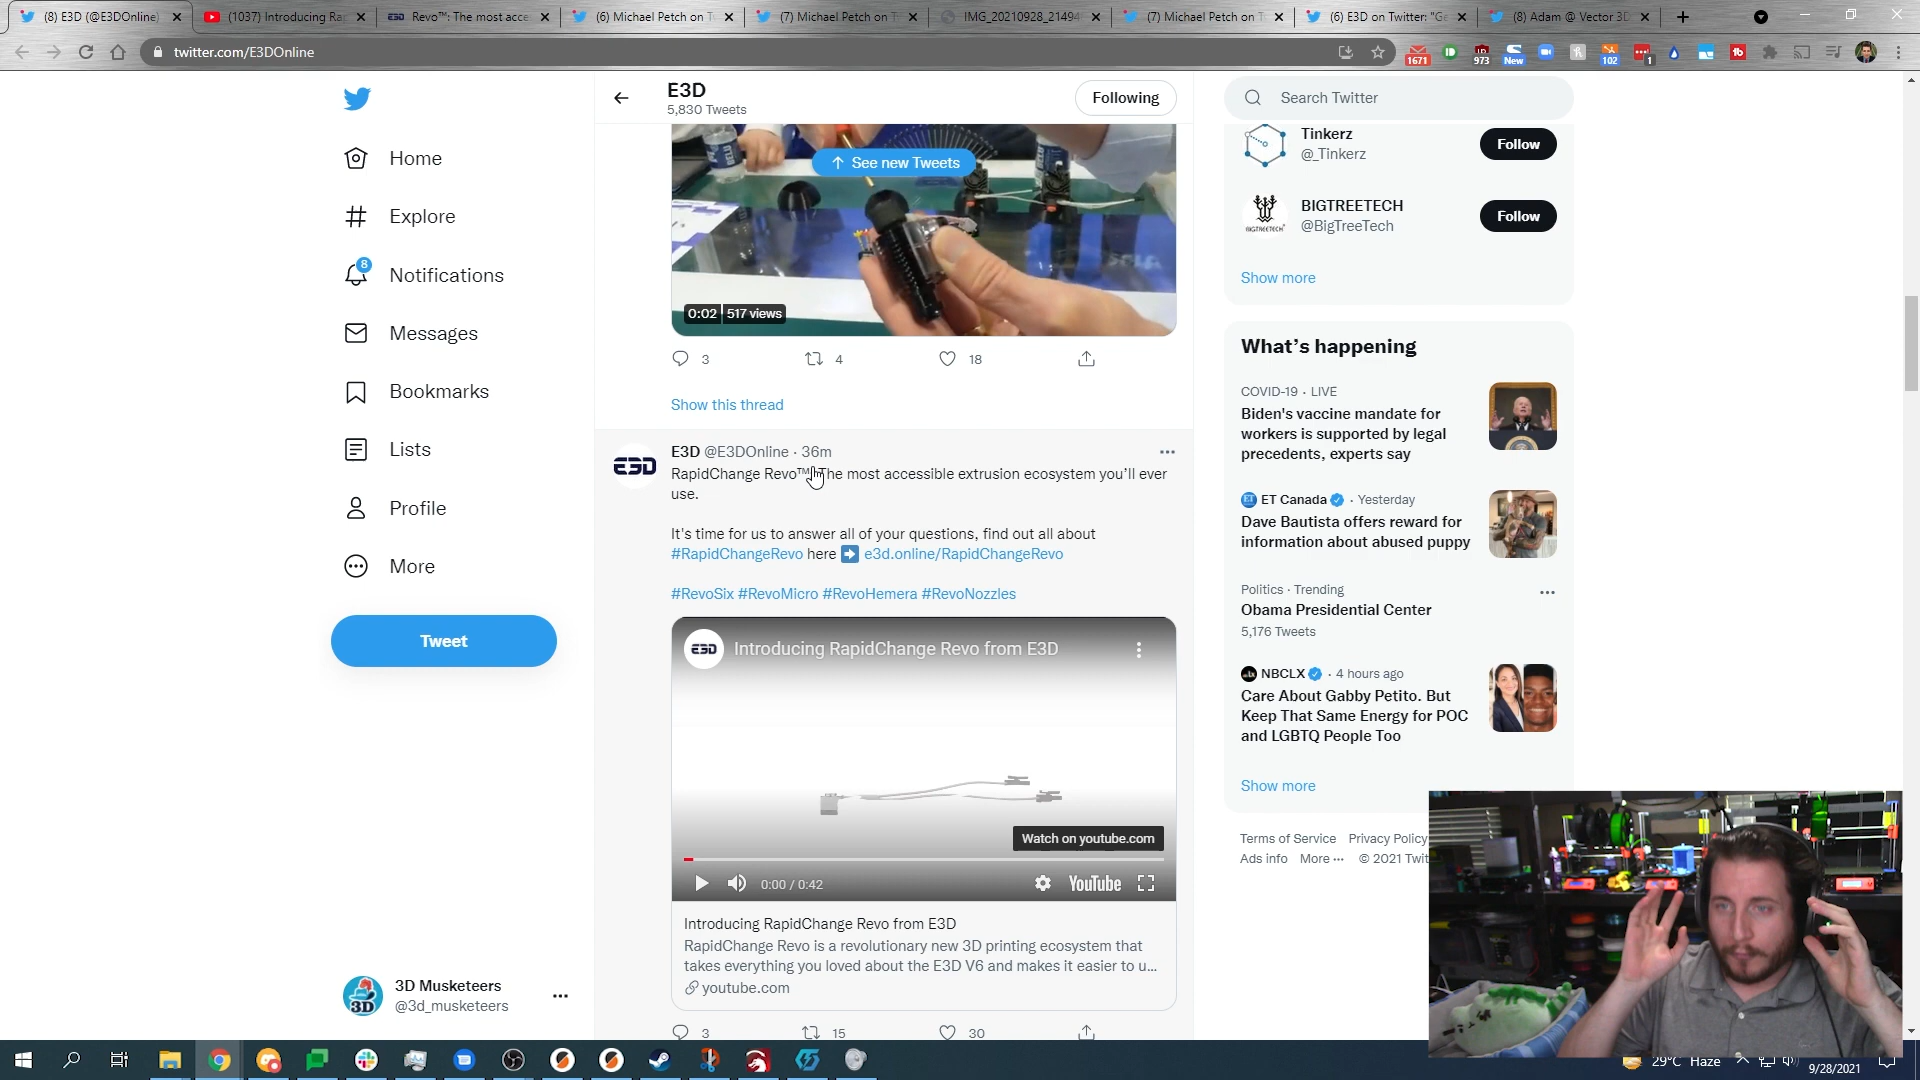 (8) E3D (@E3DOnline)
(1037) Introducing Ra
Revo™: The most acce
(6) Michael Petch on T
(7) Michael Petch on T
IMG_20210928_21494
(7) Michael Petch on T
(6) E3D on Twitter: "Ge
(8) Adam @ Vector 3D
twitter.com/E3DOnline
1671
973
New
102
1
E3D
5,830 Tweets
Following
Search Twitter
Home
Explore
8
Notifications
Messages
Bookmarks
Lists
Profile
More
Tweet
3D Musketeers
@3d_musketeers
See new Tweets
0:02 517 views
3 4 18
Show this thread
E3D @E3DOnline · 36m
RapidChange Revo™ The most accessible extrusion ecosystem you'll ever
use.
It's time for us to answer all of your questions, find out all about
#RapidChangeRevo here ➡ e3d.online/RapidChangeRevo
#RevoSix #RevoMicro #RevoHemera #RevoNozzles
E3D Introducing RapidChange Revo from E3D
Watch on youtube.com
0:00 / 0:42
YouTube
Introducing RapidChange Revo from E3D
RapidChange Revo is a revolutionary new 3D printing ecosystem that
takes everything you loved about the E3D V6 and makes it easier to u...
youtube.com
3 15 30
Tinkerz
@_Tinkerz
Follow
BIGTREETECH
@BigTreeTech
Follow
Show more
What's happening
COVID-19 · LIVE
Biden's vaccine mandate for
workers is supported by legal
precedents, experts say
ET Canada · Yesterday
Dave Bautista offers reward for
information about abused puppy
Politics · Trending
Obama Presidential Center
5,176 Tweets
NBCLX · 4 hours ago
Care About Gabby Petito. But
Keep That Same Energy for POC
and LGBTQ People Too
Show more
Terms of Service Privacy Policy
Ads info More ··· © 2021 Twit
29°C Haze
9/28/2021